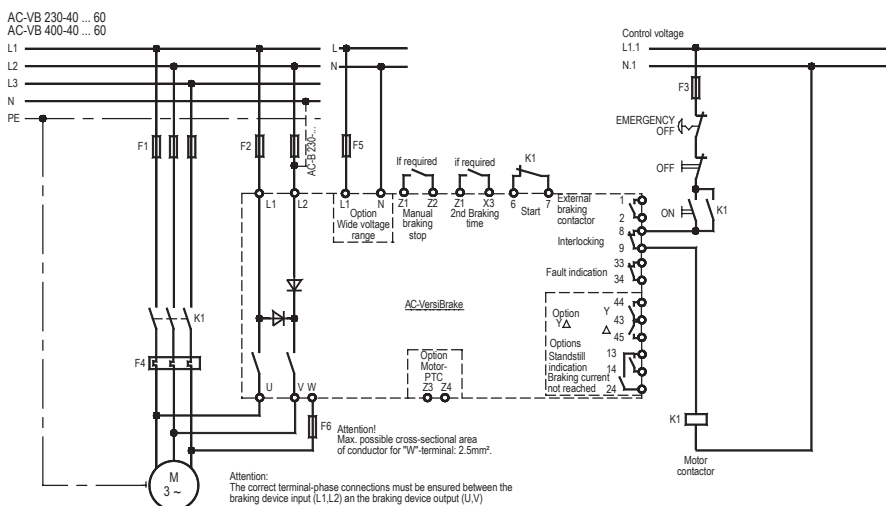 AC-VB 230-40 ... 60
AC-VB 400-40 ... 60
Control voltage
L1
L2
L3
N
PE
L
N
L1.1
N.1
F1
F2
AC-B 230-...
F5
F3
EMERGENCY
OFF
OFF
ON
K1
If required
if required
K1
L1
L2
L1
N
Z1
Z2
Z1
X3
6
7
Option
Wide voltage
range
Manual
braking
stop
2nd Braking
time
Start
External
braking
contactor
1
2
8
Interlocking
9
33
Fault indication
34
AC-VersiBrake
Option
Y△
Y
△
44
43
45
Options
Standstill
indication
Braking current
not reached
13
14
24
Option
Motor-
PTC
Z3
Z4
K1
F4
U
V
W
F6
Attention!
Max. possible cross-sectional area
of conductor for "W"-terminal: 2.5mm².
K1
Motor
contactor
M
3 ~
Attention:
The correct terminal-phase connections must be ensured between the
braking device input (L1,L2) an the braking device output (U,V)